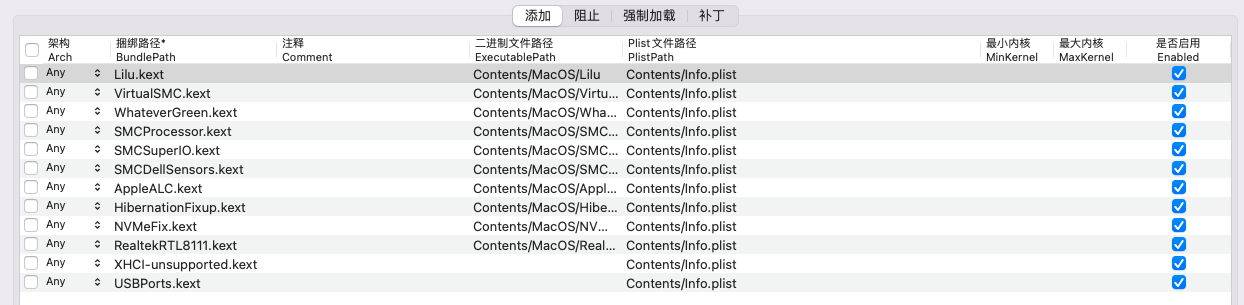 添加 阻止 强制加载 补丁
架构 捆绑路径* 注释 二进制文件路径 Plist文件路径 最小内核 最大内核 是否启用
Arch BundlePath Comment ExecutablePath PlistPath MinKernel MaxKernel Enabled
Any Lilu.kext Contents/MacOS/Lilu Contents/Info.plist
Any VirtualSMC.kext Contents/MacOS/Virtu... Contents/Info.plist
Any WhateverGreen.kext Contents/MacOS/Wha... Contents/Info.plist
Any SMCProcessor.kext Contents/MacOS/SMC... Contents/Info.plist
Any SMCSuperIO.kext Contents/MacOS/SMC... Contents/Info.plist
Any SMCDellSensors.kext Contents/MacOS/SMC... Contents/Info.plist
Any AppleALC.kext Contents/MacOS/Appl... Contents/Info.plist
Any HibernationFixup.kext Contents/MacOS/Hibe... Contents/Info.plist
Any NVMeFix.kext Contents/MacOS/NV... Contents/Info.plist
Any RealtekRTL8111.kext Contents/MacOS/Real... Contents/Info.plist
Any XHCI-unsupported.kext Contents/Info.plist
Any USBPorts.kext Contents/Info.plist